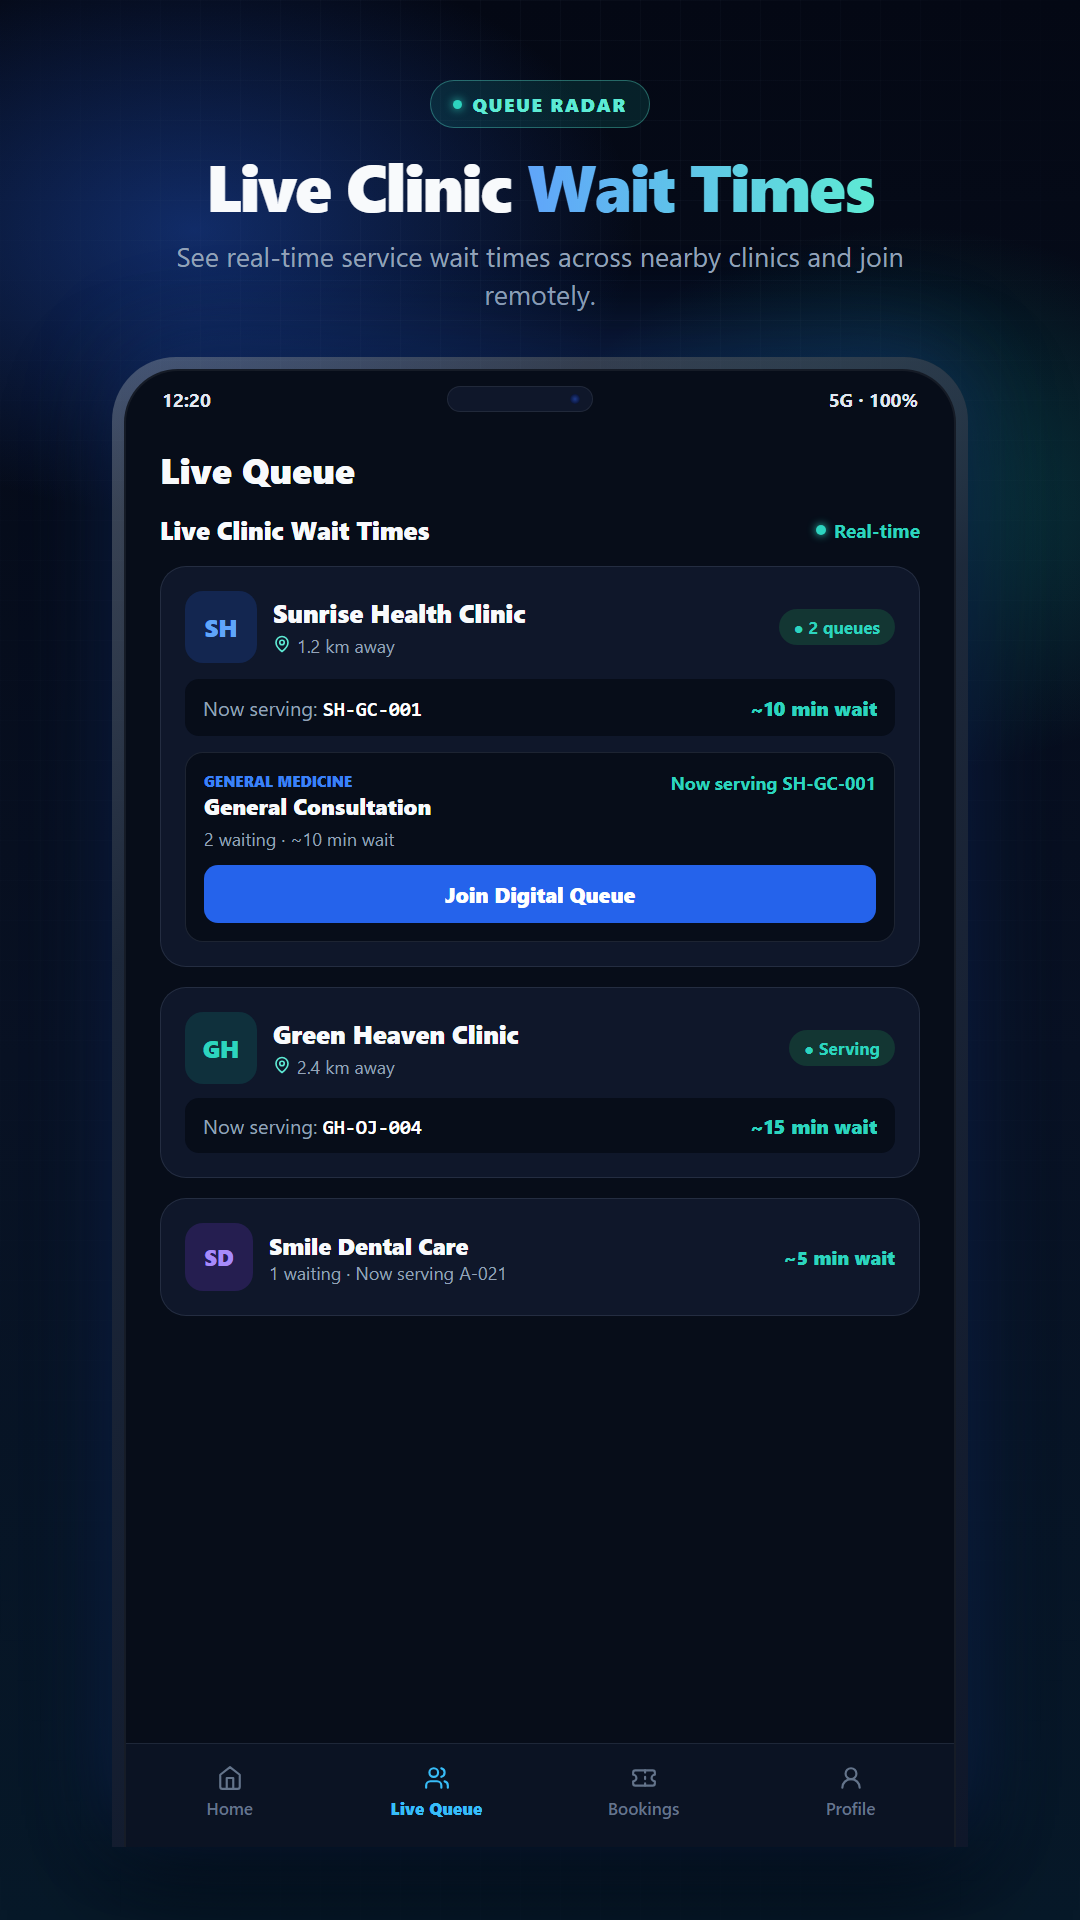 QUEUE RADAR
Live Clinic Wait Times
See real-time service wait times across nearby clinics and join
remotely.
12:20
5G · 100%
Live Queue
Live Clinic Wait Times
Real-time
SH
Sunrise Health Clinic
1.2 km away
● 2 queues
Now serving: SH-GC-001
~10 min wait
GENERAL MEDICINE
Now serving SH-GC-001
General Consultation
2 waiting · ~10 min wait
Join Digital Queue
GH
Green Heaven Clinic
2.4 km away
● Serving
Now serving: GH-OJ-004
~15 min wait
SD
Smile Dental Care
1 waiting · Now serving A-021
~5 min wait
Home
Live Queue
Bookings
Profile